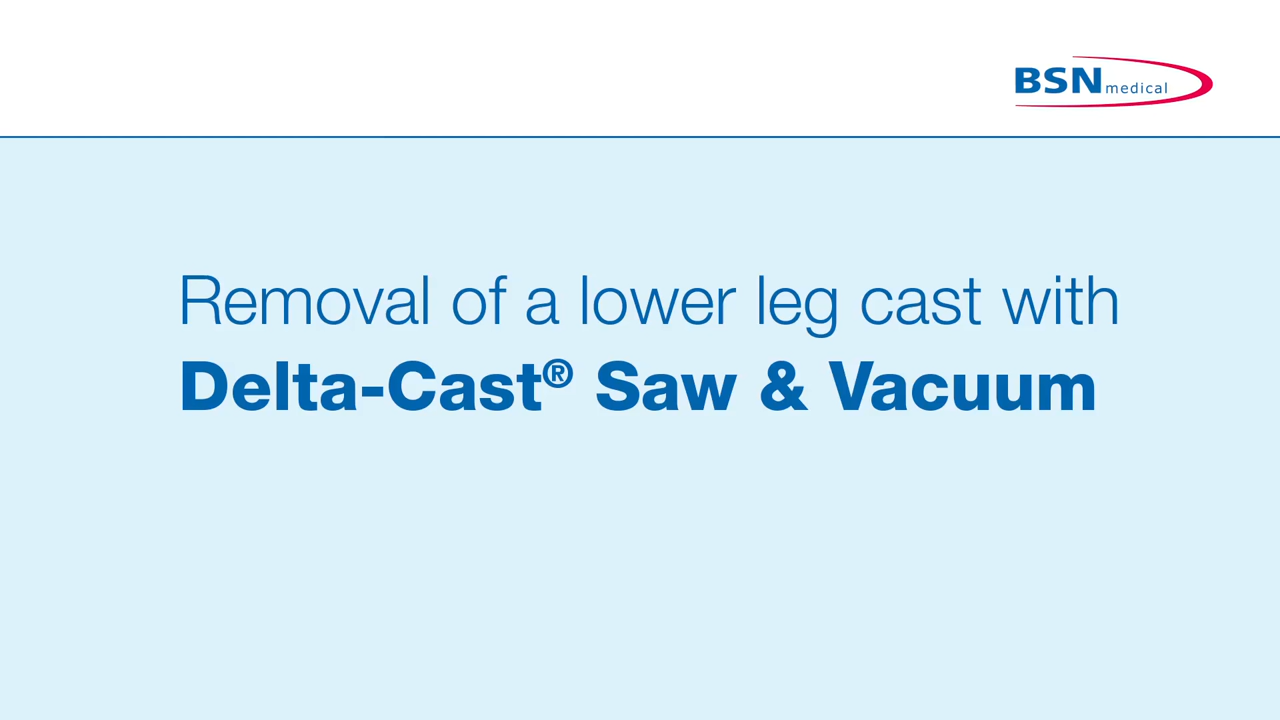 BSN medical
Removal of a lower leg cast with
Delta-Cast® Saw & Vacuum